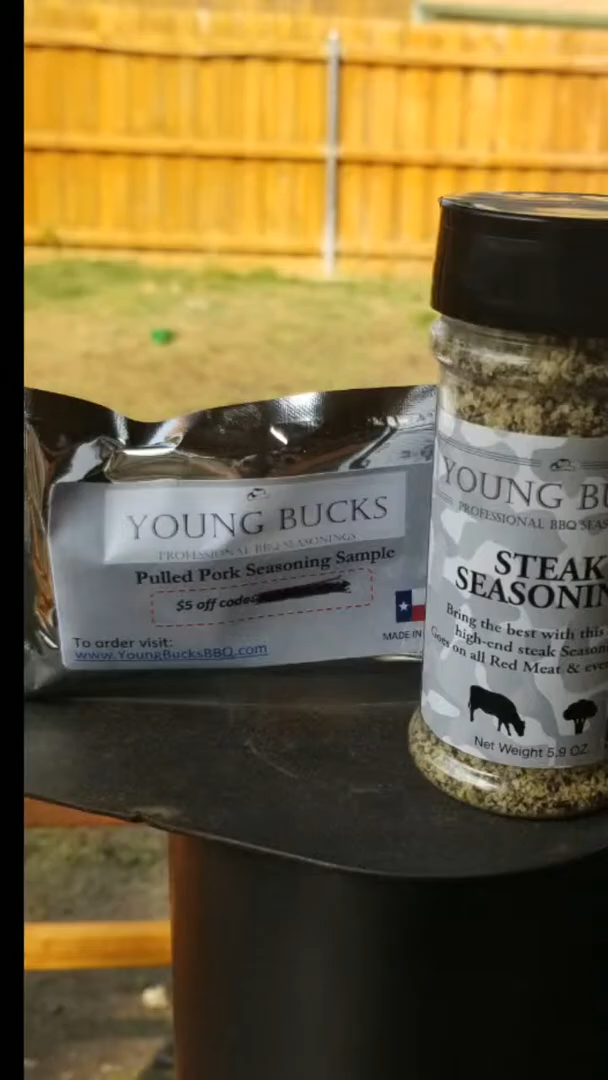 YOUNG BUCKS
PROFESSIONAL BBQ SEASONINGS
Pulled Pork Seasoning Sample
$5 off code:
To order visit:
www.YoungBucksBBQ.com
MADE IN
YOUNG BU
PROFESSIONAL BBQ SEAS
STEAK
SEASONIN
Bring the best with this
high-end steak Season
Goes on all Red Meat & eve
Net Weight 5.9 OZ